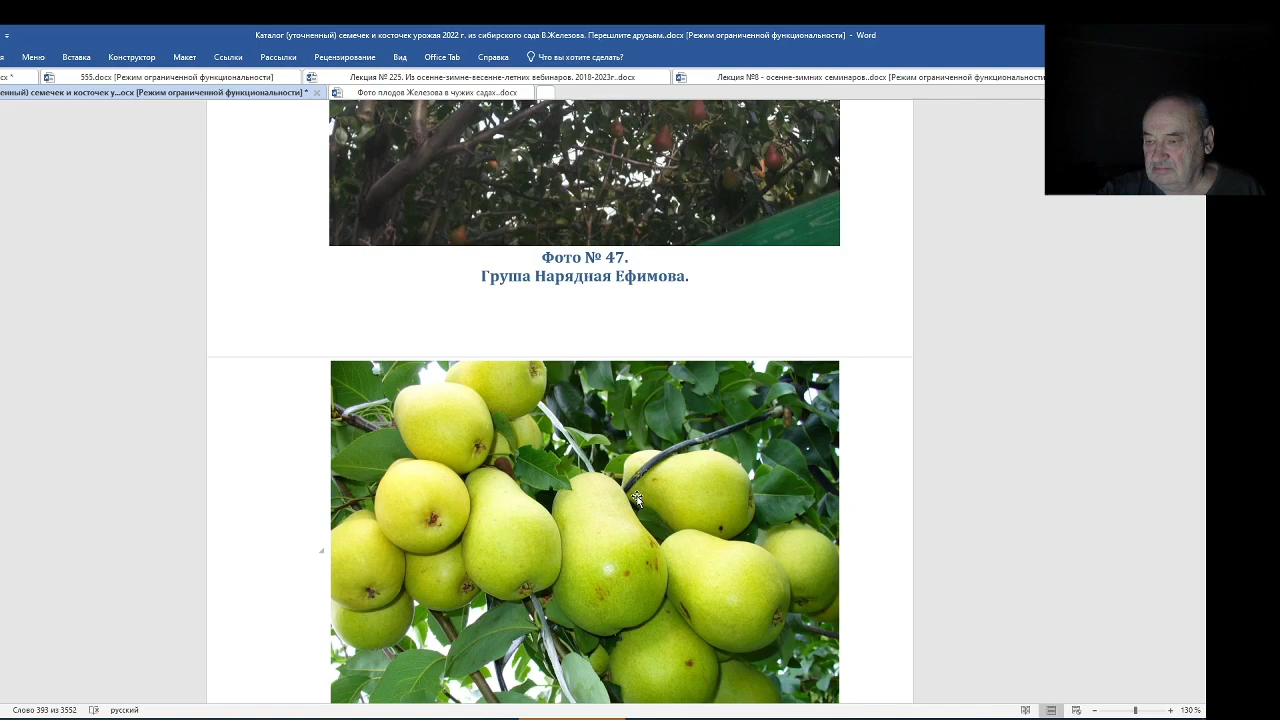 Каталог (уточненный) семечек и косточек урожая 2022 г. из сибирского сада В.Железова. Перешлите друзьям..docx [Режим ограниченной функциональности] - Word
я Меню Вставка Конструктор Макет Ссылки Рассылки Рецензирование Вид Office Tab Справка Что вы хотите сделать?
cx * 555.docx [Режим ограниченной функциональности] Лекция № 225. Из осенне-зимне-весенне-летних вебинаров. 2018-2023г..docx Лекция №8 - осенне-зимних семинаров..docx [Режим ограниченной функциональности
енный) семечек и косточек у...ocx [Режим ограниченной функциональности] * Фото плодов Железова в чужих садах..docx
Фото № 47.
Груша Нарядная Ефимова.
Слово 393 из 3552 русский 130 %